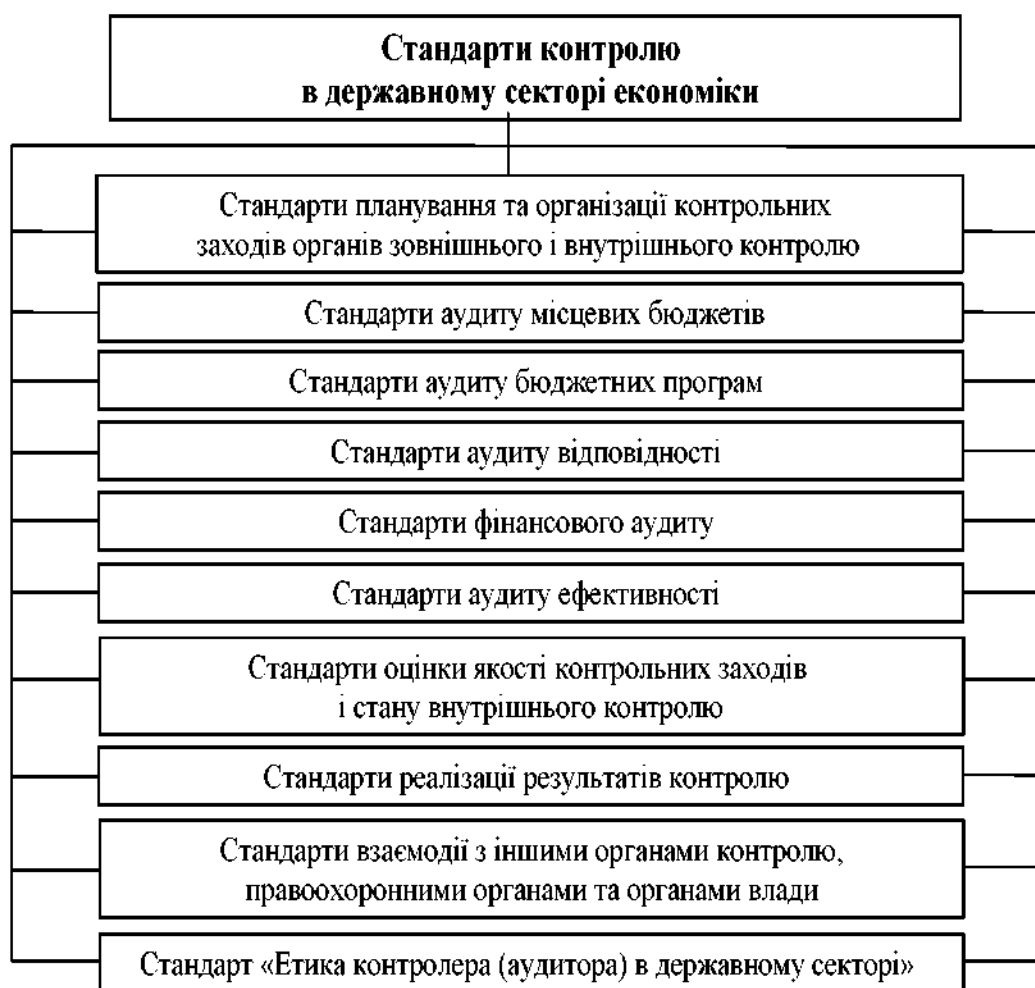 Стандарти контролю
в державному секторі економіки
Стандарти планування та організації контрольних
заходів органів зовнішнього і внутрішнього контролю
Стандарти аудиту місцевих бюджетів
Стандарти аудиту бюджетних програм
Стандарти аудиту відповідності
Стандарти фінансового аудиту
Стандарти аудиту ефективності
Стандарти оцінки якості контрольних заходів
і стану внутрішнього контролю
Стандарти реалізації результатів контролю
Стандарти взаємодії з іншими органами контролю,
правоохоронними органами та органами влади
Стандарт «Етика контролера (аудитора) в державному секторі»